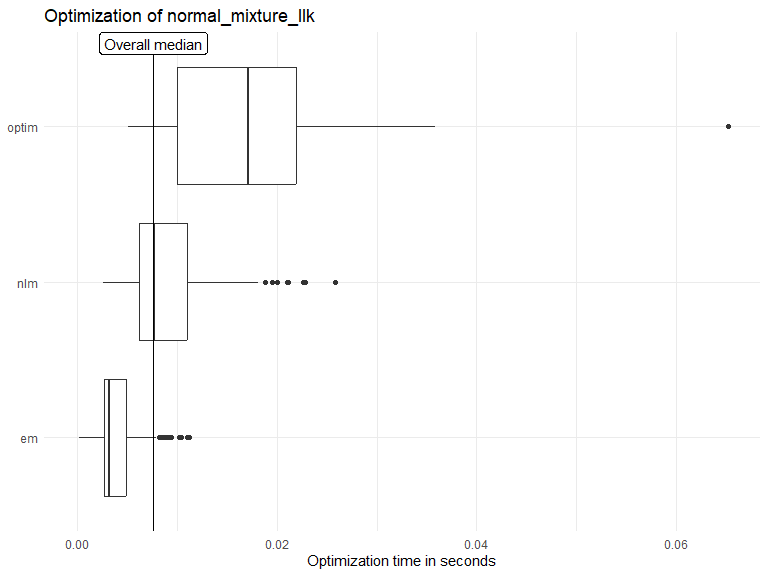 Optimization of normal_mixture_llk
Overall median
optim
nlm
em
0.00 0.02 0.04 0.06
Optimization time in seconds